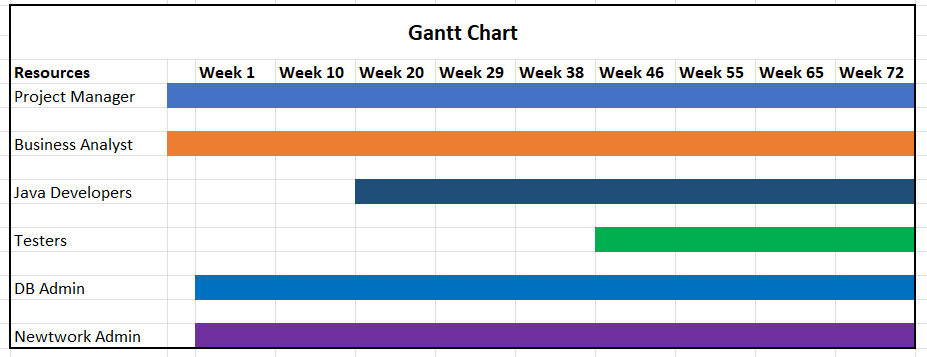 Gantt Chart
Resources Week 1 Week 10 Week 20 Week 29 Week 38 Week 46 Week 55 Week 65 Week 72
Project Manager
Business Analyst
Java Developers
Testers
DB Admin
Newtwork Admin